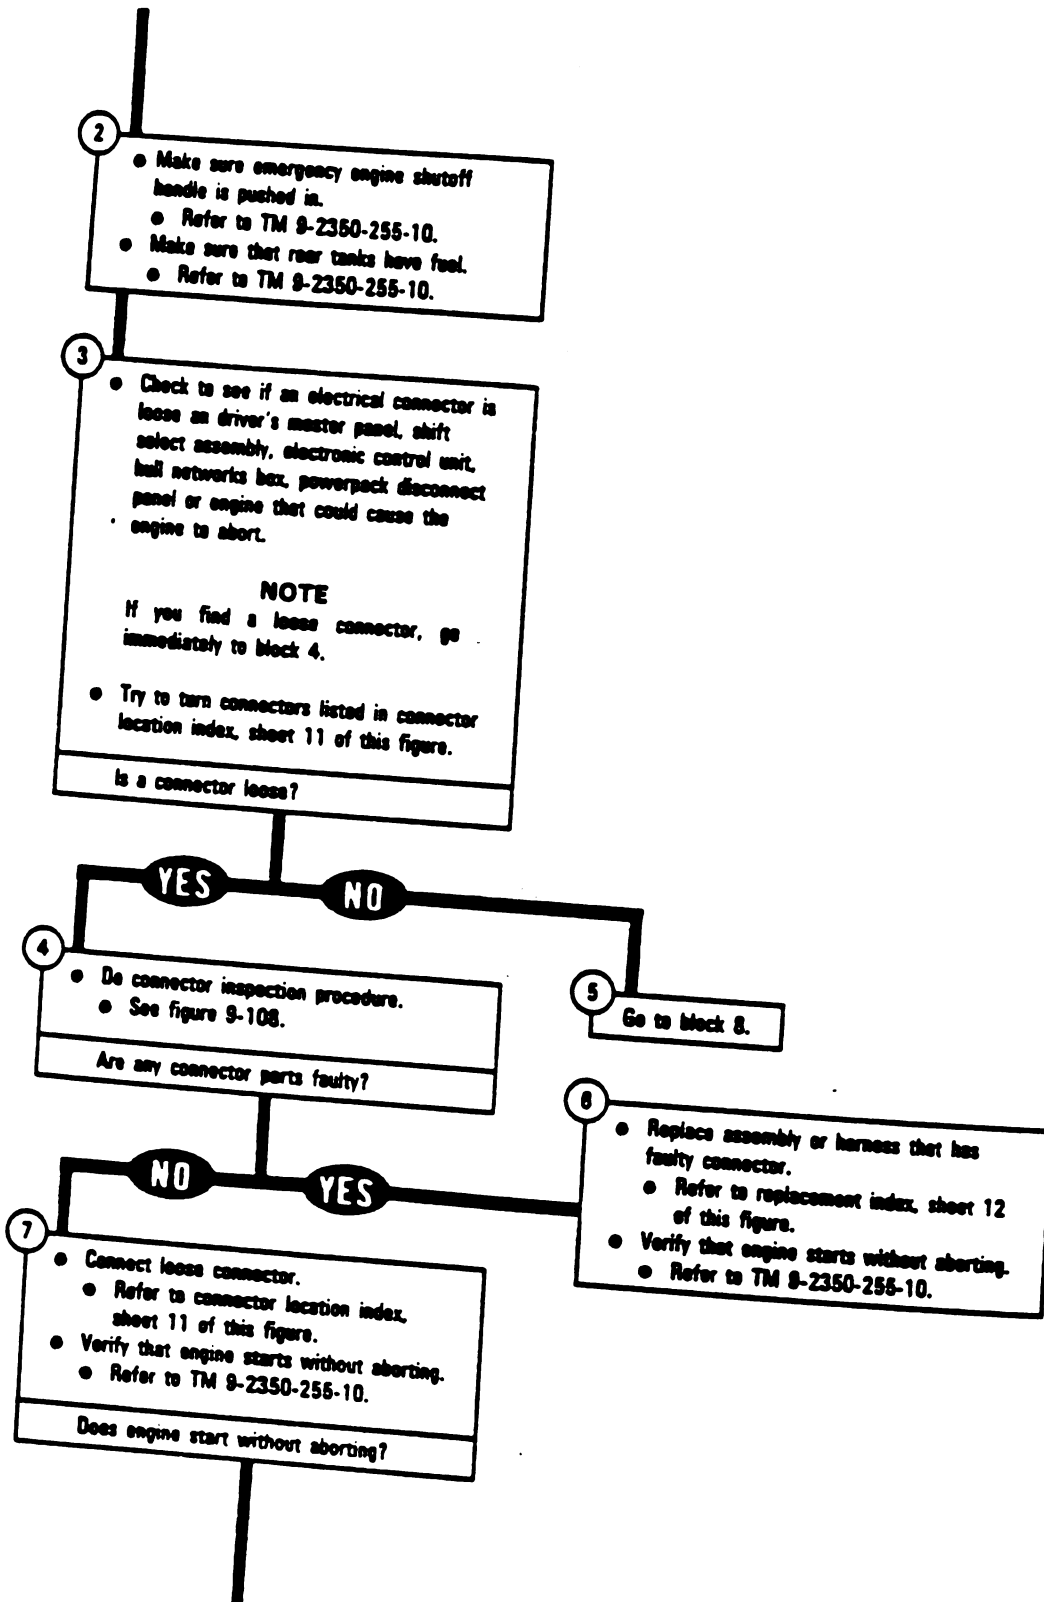 2
● Make sure emergency engine shutoff
handle is pushed in.
● Refer to TM 9-2350-255-10.
● Make sure that rear tanks have fuel.
● Refer to TM 9-2350-255-10.
3
● Check to see if an electrical connector is
loose on driver's master panel, shift
select assembly, electronic control unit,
hull networks box, powerpack disconnect
panel or engine that could cause the
engine to abort.
NOTE
If you find a loose connector, go
immediately to block 4.
● Try to turn connectors listed in connector
location index, sheet 11 of this figure.
Is a connector loose?
YES
NO
4
● Do connector inspection procedure.
● See figure 9-108.
Are any connector parts faulty?
5
Go to block 8.
NO
YES
6
● Replace assembly or harness that has
faulty connector.
● Refer to replacement index, sheet 12
of this figure.
● Verify that engine starts without aborting.
● Refer to TM 9-2350-255-10.
7
● Connect loose connector.
● Refer to connector location index,
sheet 11 of this figure.
● Verify that engine starts without aborting.
● Refer to TM 9-2350-255-10.
Does engine start without aborting?